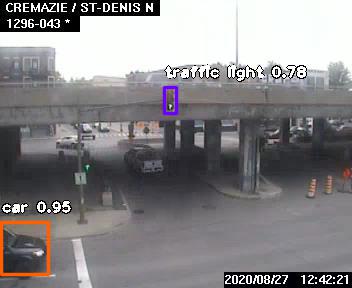 CREMAZIE / ST-DENIS N
1296-043 *
traffic light 0.78
car 0.95
2020/08/27 12:42:21